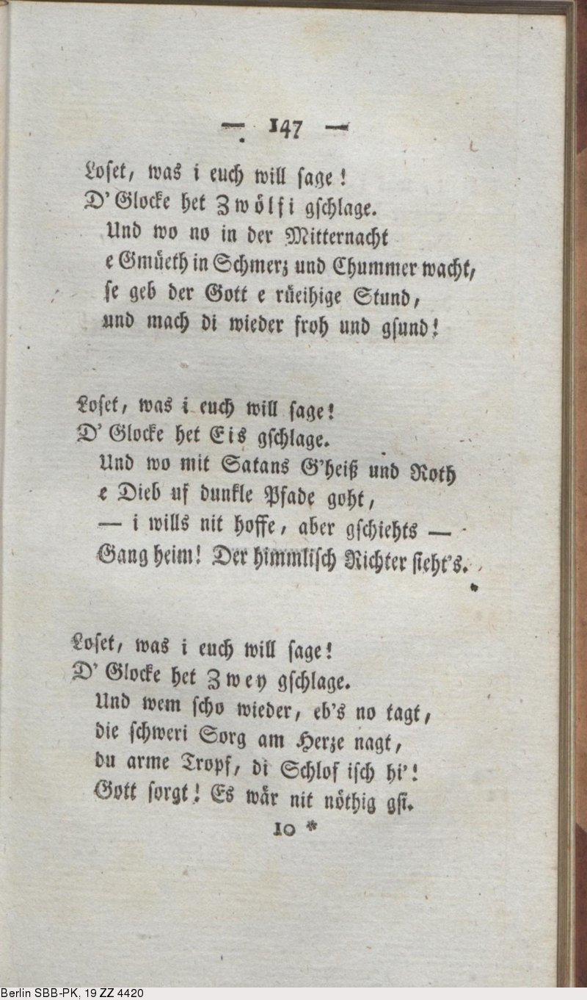 — 147 —
Loset, was i euch will sage!
D' Glocke het Zwölfi gschlage.
Und wo no in der Mitternacht
e Gmüeth in Schmerz und Chummer wacht,
se geb der Gott e rüeihige Stund,
und mach di wieder froh und gsund!
Loset, was i euch will sage!
D' Glocke het Eis gschlage.
Und wo mit Satans G'heiß und Roth
e Dieb uf dunkle Pfade goht,
— i wills nit hoffe, aber gschiehts —
Gang heim! Der himmlisch Richter sieht's.
Loset, was i euch will sage!
D' Glocke het Zwey gschlage.
Und wem scho wieder, eb's no tagt,
die schweri Sorg am Herze nagt,
du arme Tropf, di Schlof isch hi'!
Gott sorgt! Es wär nit nöthig gsi.
10 *
Berlin SBB-PK, 19 ZZ 4420